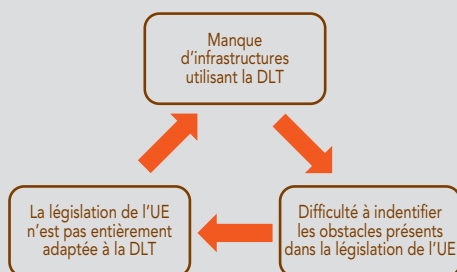 Manque
d'infrastructures
utilisant la DLT
La législation de l'UE
n'est pas entièrement
adaptée à la DLT
Difficulté à indentifier
les obstacles présents
dans la législation de l'UE